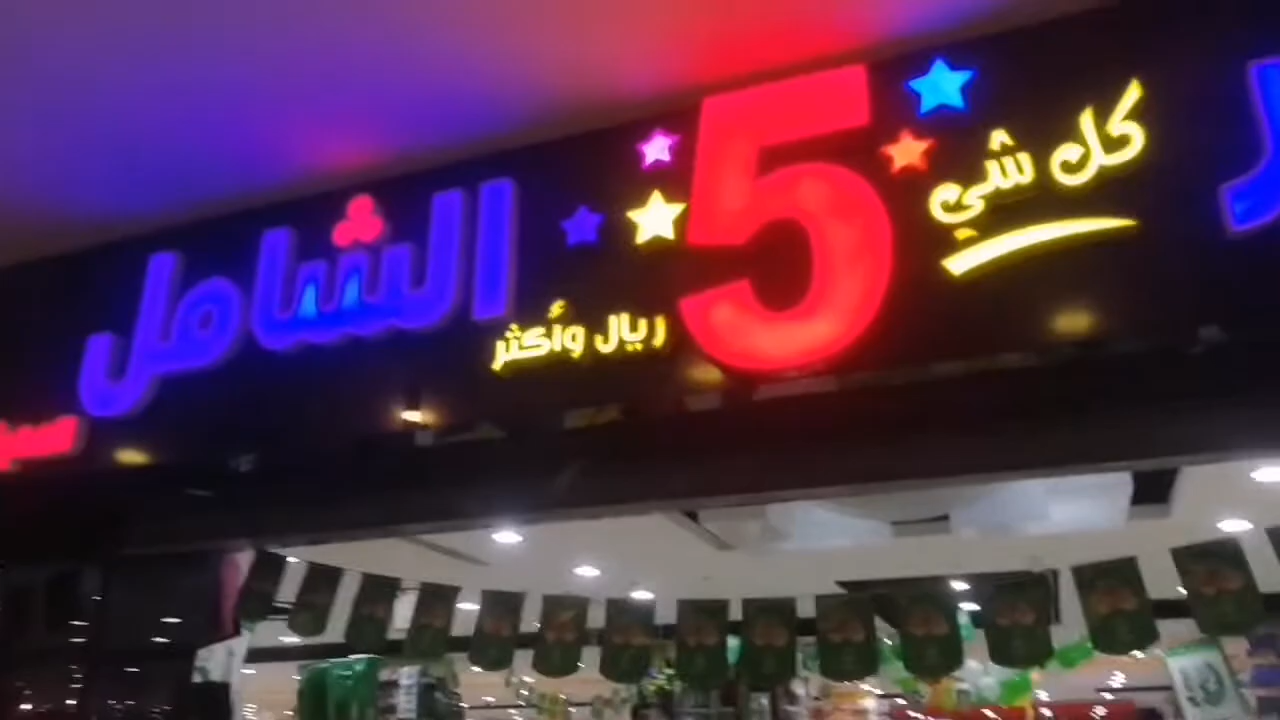 كل شي
5
ريال وأكثر
الشامل